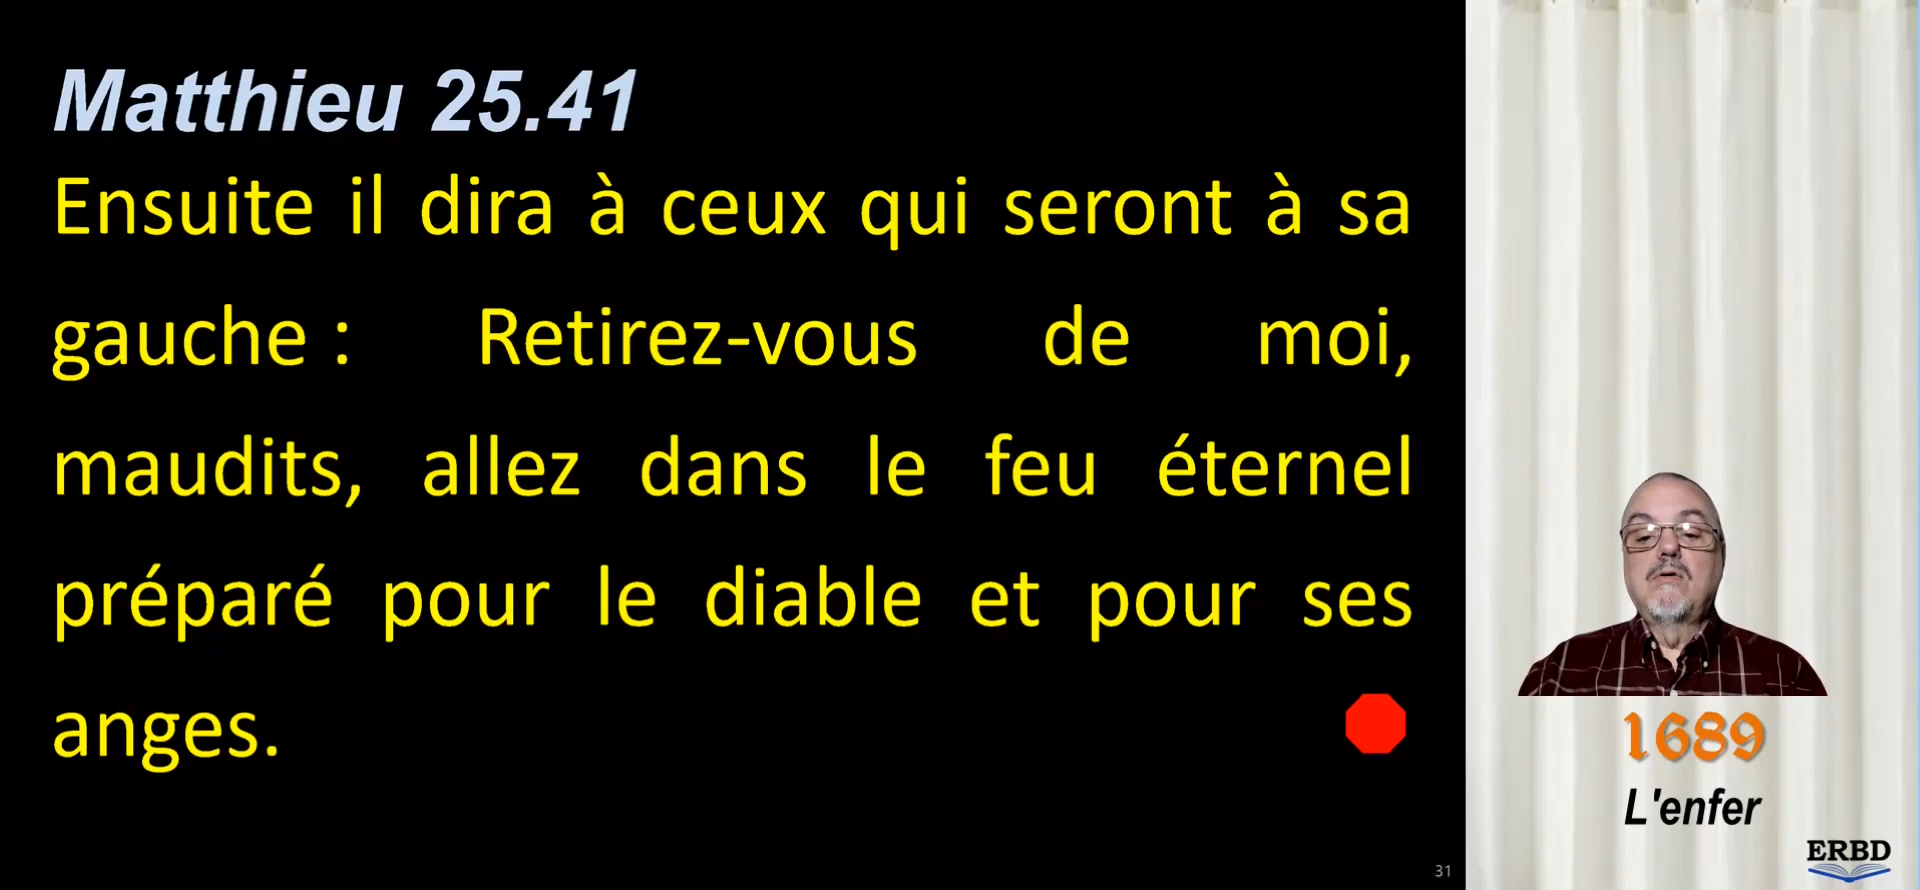 Matthieu 25.41
Ensuite il dira à ceux qui seront à sa
gauche : Retirez-vous de moi,
maudits, allez dans le feu éternel
préparé pour le diable et pour ses
anges.
31
1689
L'enfer
ERBD